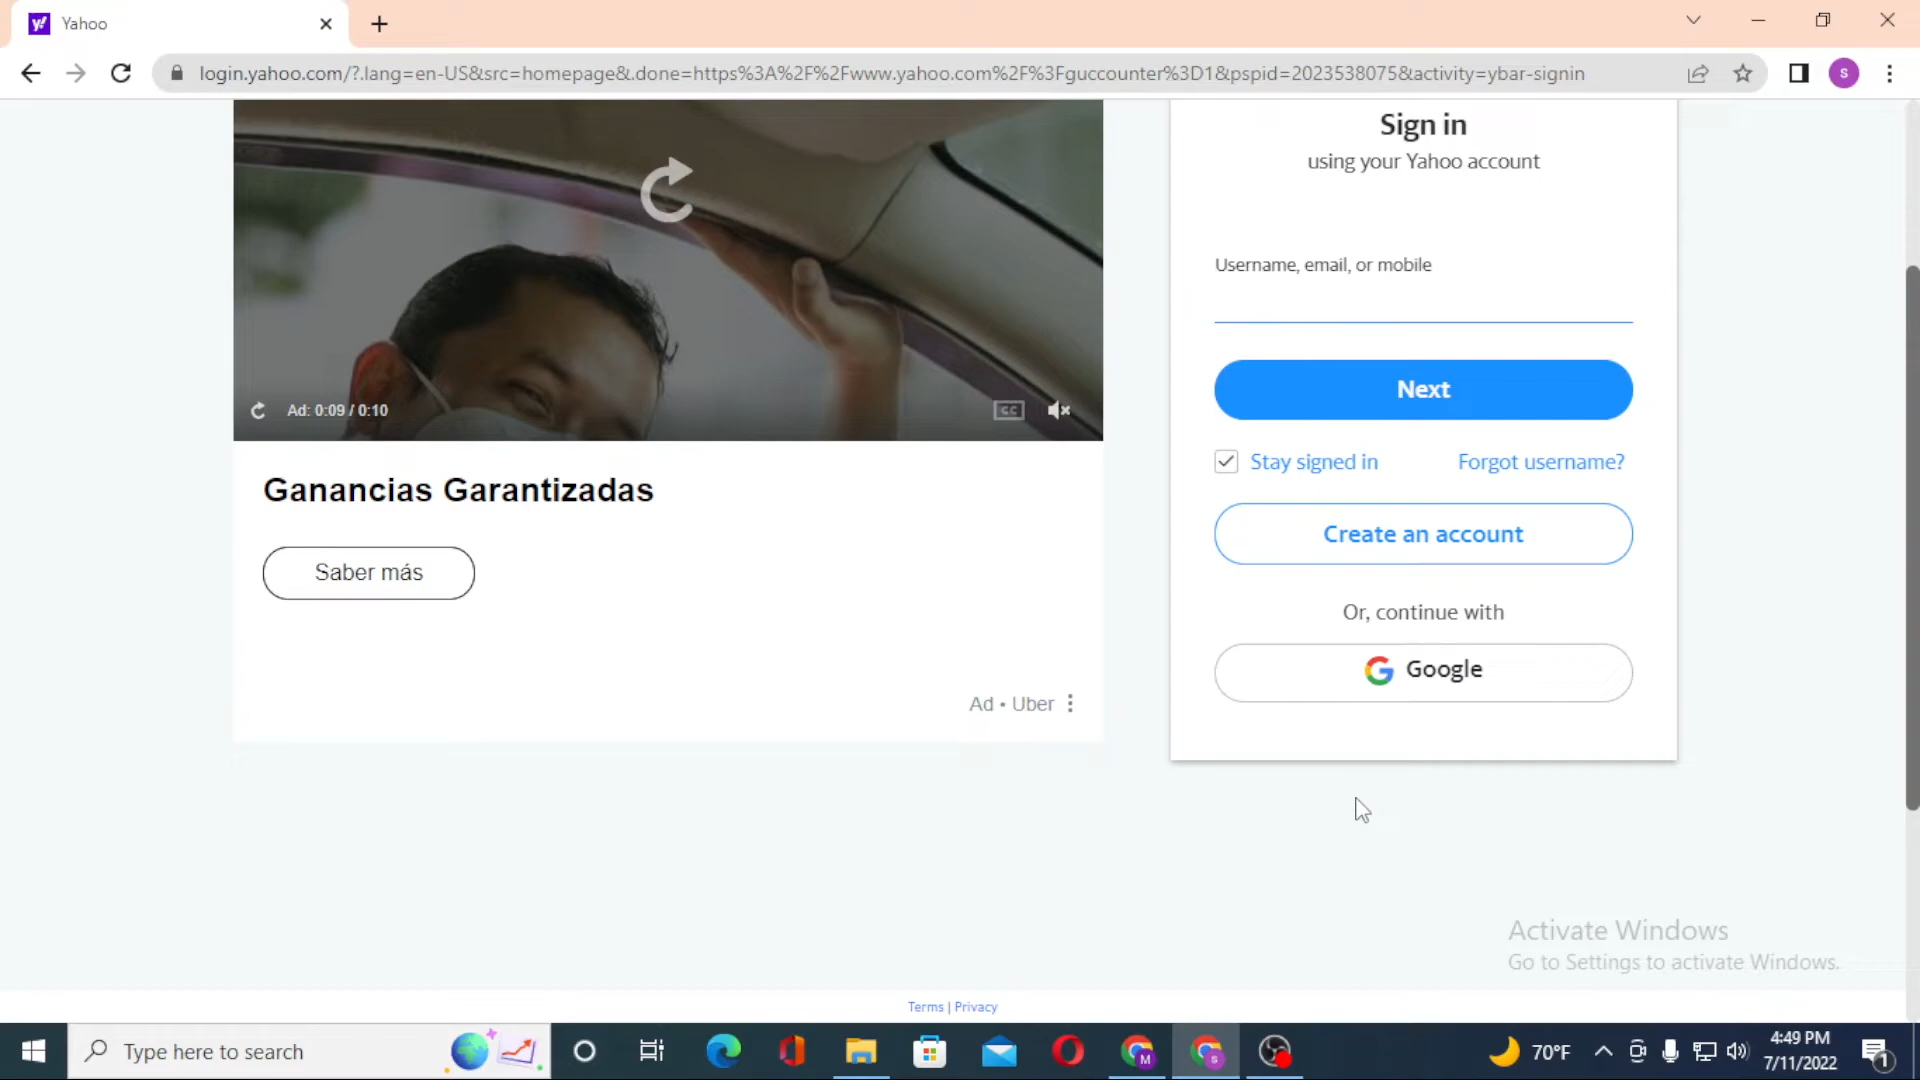 Yahoo
login.yahoo.com/?.lang=en-US&src=homepage&.done=https%3A%2F%2Fwww.yahoo.com%2F%3Fguccounter%3D1&pspid=2023538075&activity=ybar-signin
S
Sign in
using your Yahoo account
Username, email, or mobile
Next
Stay signed in
Forgot username?
Create an account
Or, continue with
Google
Ad: 0:09 / 0:10
CC
Ganancias Garantizadas
Saber más
Ad • Uber
Activate Windows
Go to Settings to activate Windows.
Terms | Privacy
Type here to search
M
S
70°F
4:49 PM
7/11/2022
1